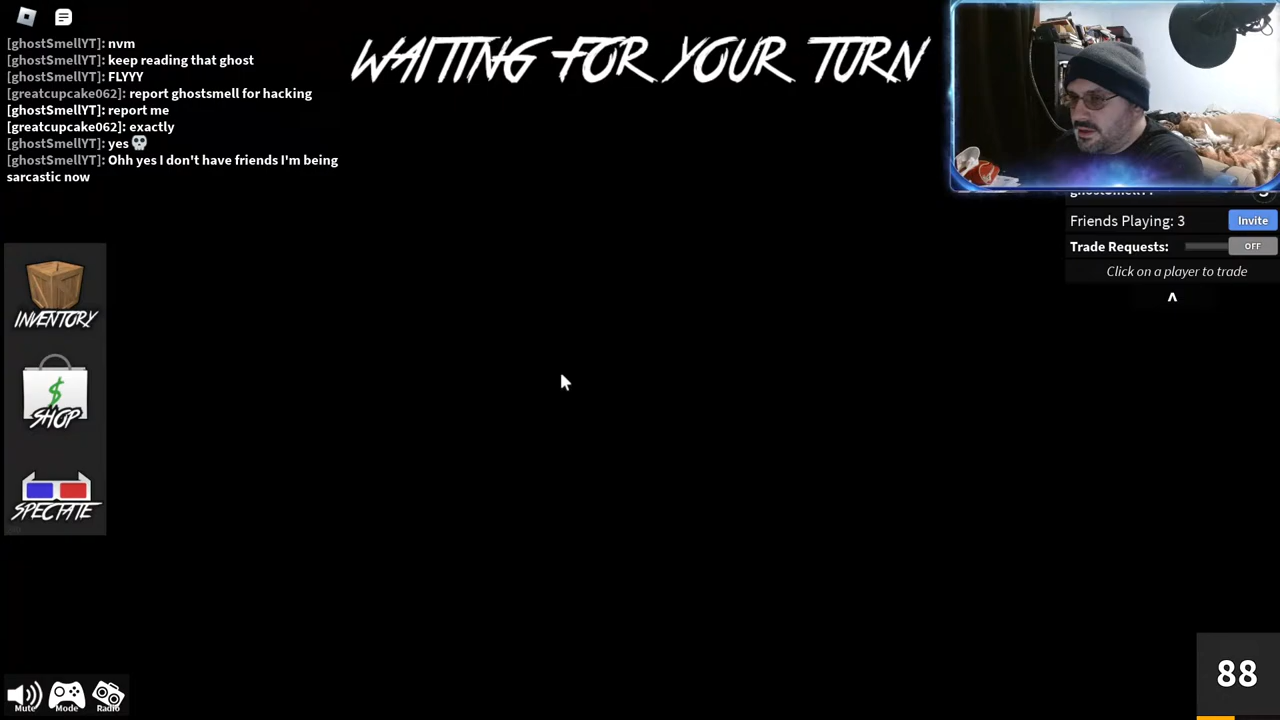 [ghostSmellYT]: nvm
[ghostSmellYT]: keep reading that ghost
[ghostSmellYT]: FLYYY
[greatcupcake062]: report ghostsmell for hacking
[ghostSmellYT]: report me
[greatcupcake062]: exactly
[ghostSmellYT]: yes 💀
[ghostSmellYT]: Ohh yes I don't have friends I'm being
sarcastic now
WAITING FOR YOUR TURN
Friends Playing: 3
Invite
Trade Requests:
OFF
Click on a player to trade
INVENTORY
$
SHOP
SPECTATE
Mute
Mode
Radio
88